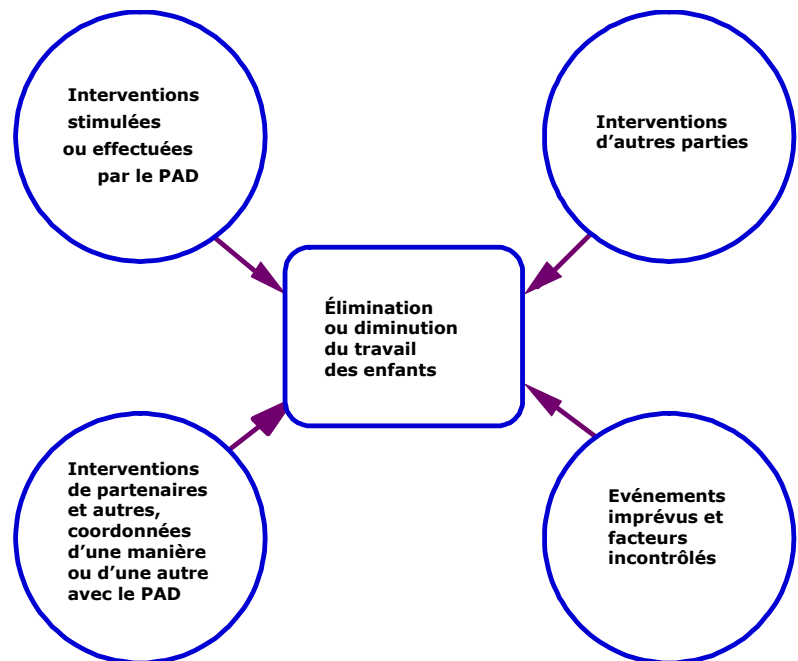 Interventions
stimulées
ou effectuées
par le PAD
Interventions
d’autres parties
Élimination
ou diminution
du travail
des enfants
Interventions
de partenaires
et autres,
coordonnées
d’une manière
ou d’une autre
avec le PAD
Evénements
imprévus et
facteurs
incontrôlés